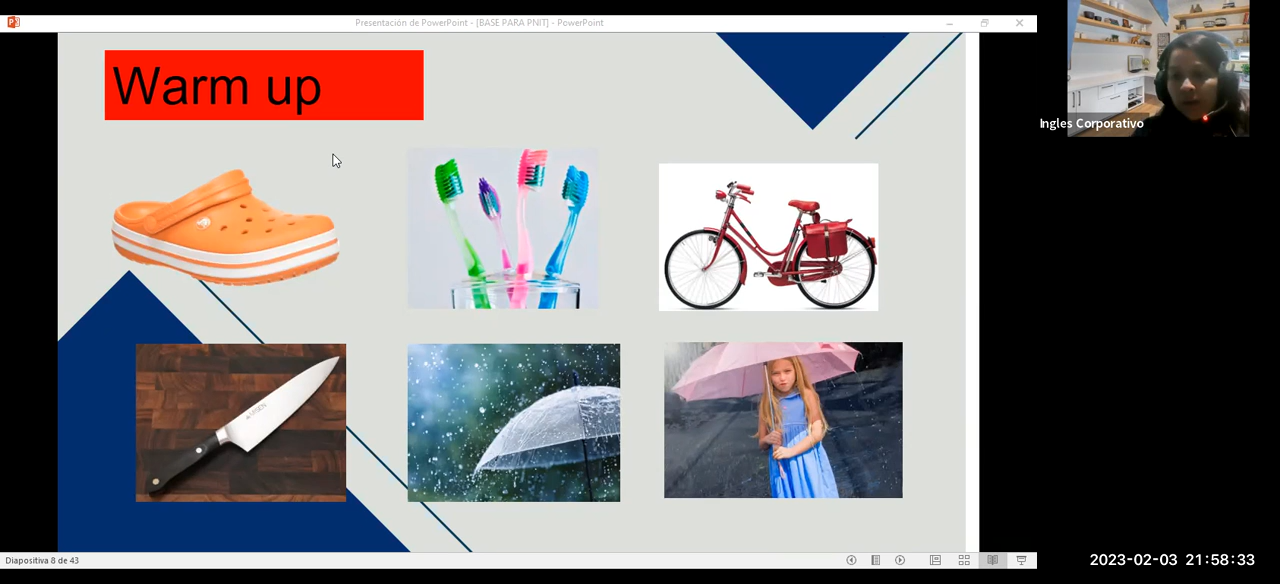 Presentación de PowerPoint - [BASE PARA PNIT] - PowerPoint
Warm up
Ingles Corporativo
Diapositiva 8 de 43
2023-02-03 21:58:33